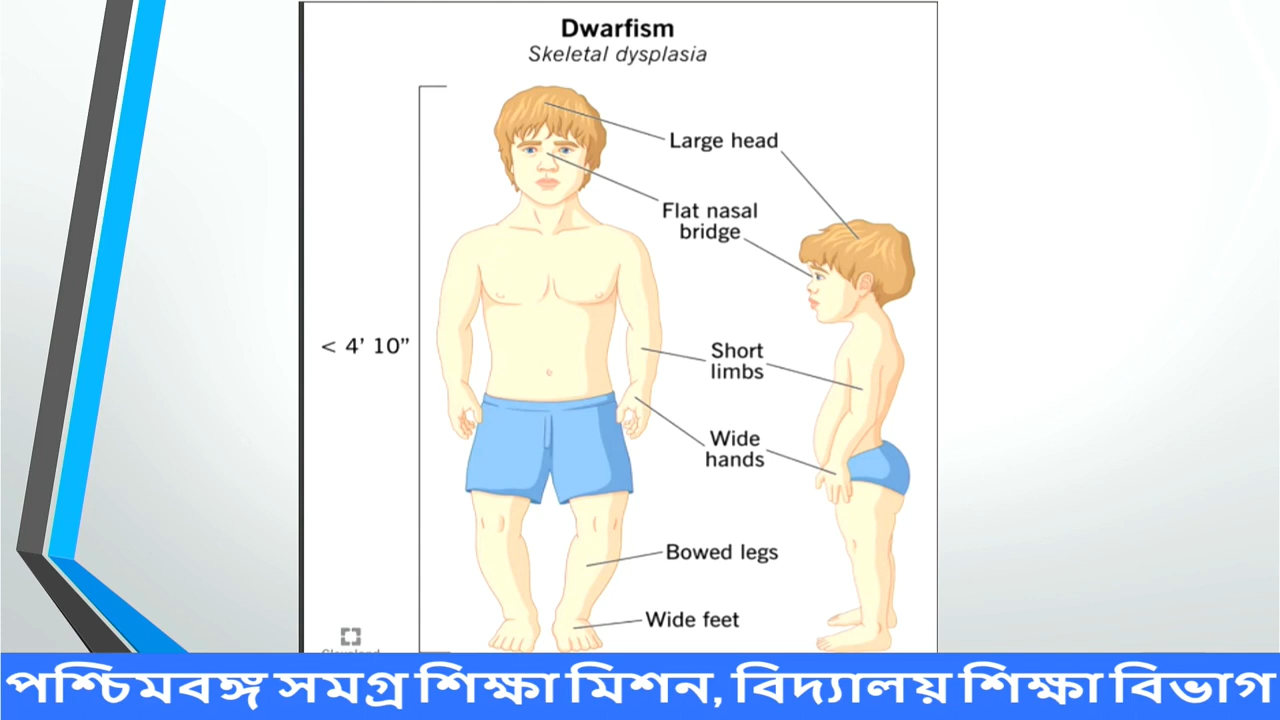 Dwarfism
Skeletal dysplasia
Large head
Flat nasal
bridge
< 4’ 10”
Short
limbs
Wide
hands
Bowed legs
Wide feet
পশ্চিমবঙ্গ সমগ্র শিক্ষা মিশন, বিদ্যালয় শিক্ষা বিভাগ